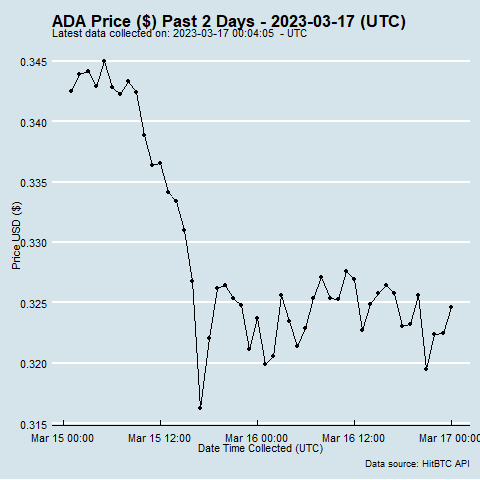 ADA Price ($) Past 2 Days - 2023-03-17 (UTC)
Latest data collected on: 2023-03-17 00:04:05  - UTC
0.345
0.340
0.335
0.330
0.325
0.320
0.315
Price USD ($)
Mar 15 00:00 Mar 15 12:00 Mar 16 00:00 Mar 16 12:00 Mar 17 00:00
Date Time Collected (UTC)
Data source: HitBTC API